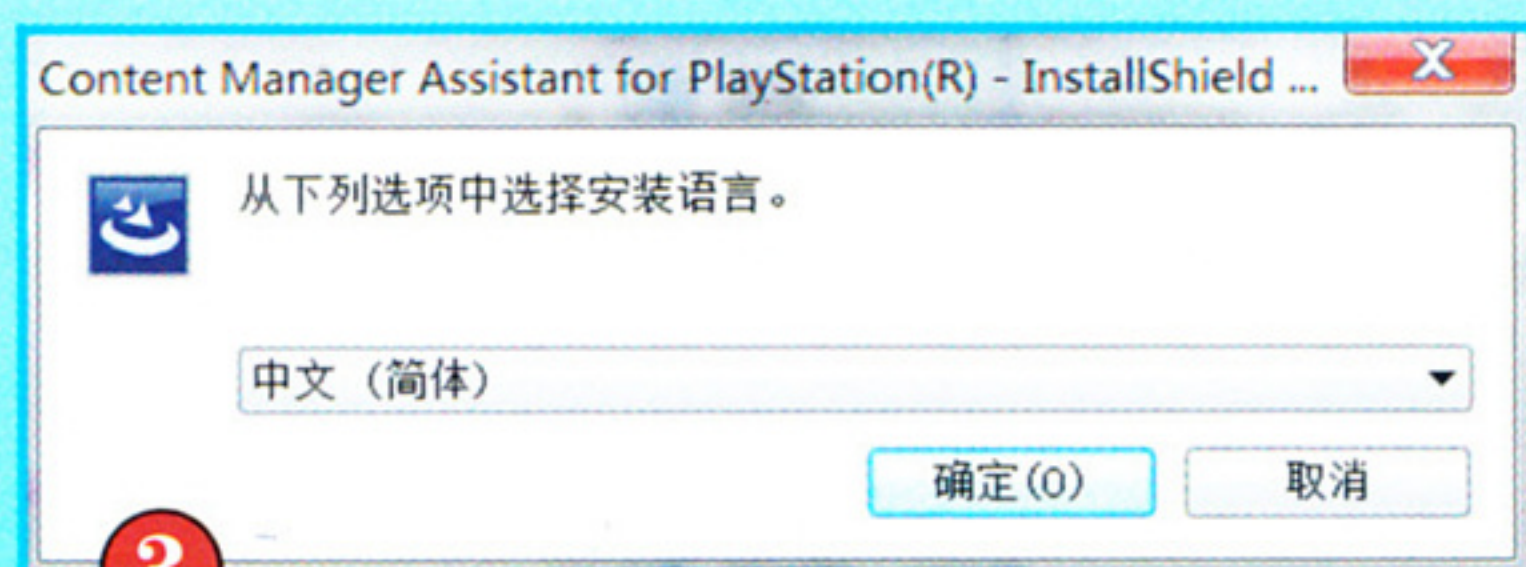 Content Manager Assistant for PlayStation(R) - InstallShield ...
从下列选项中选择安装语言。
中文（简体）
确定(O) 取消